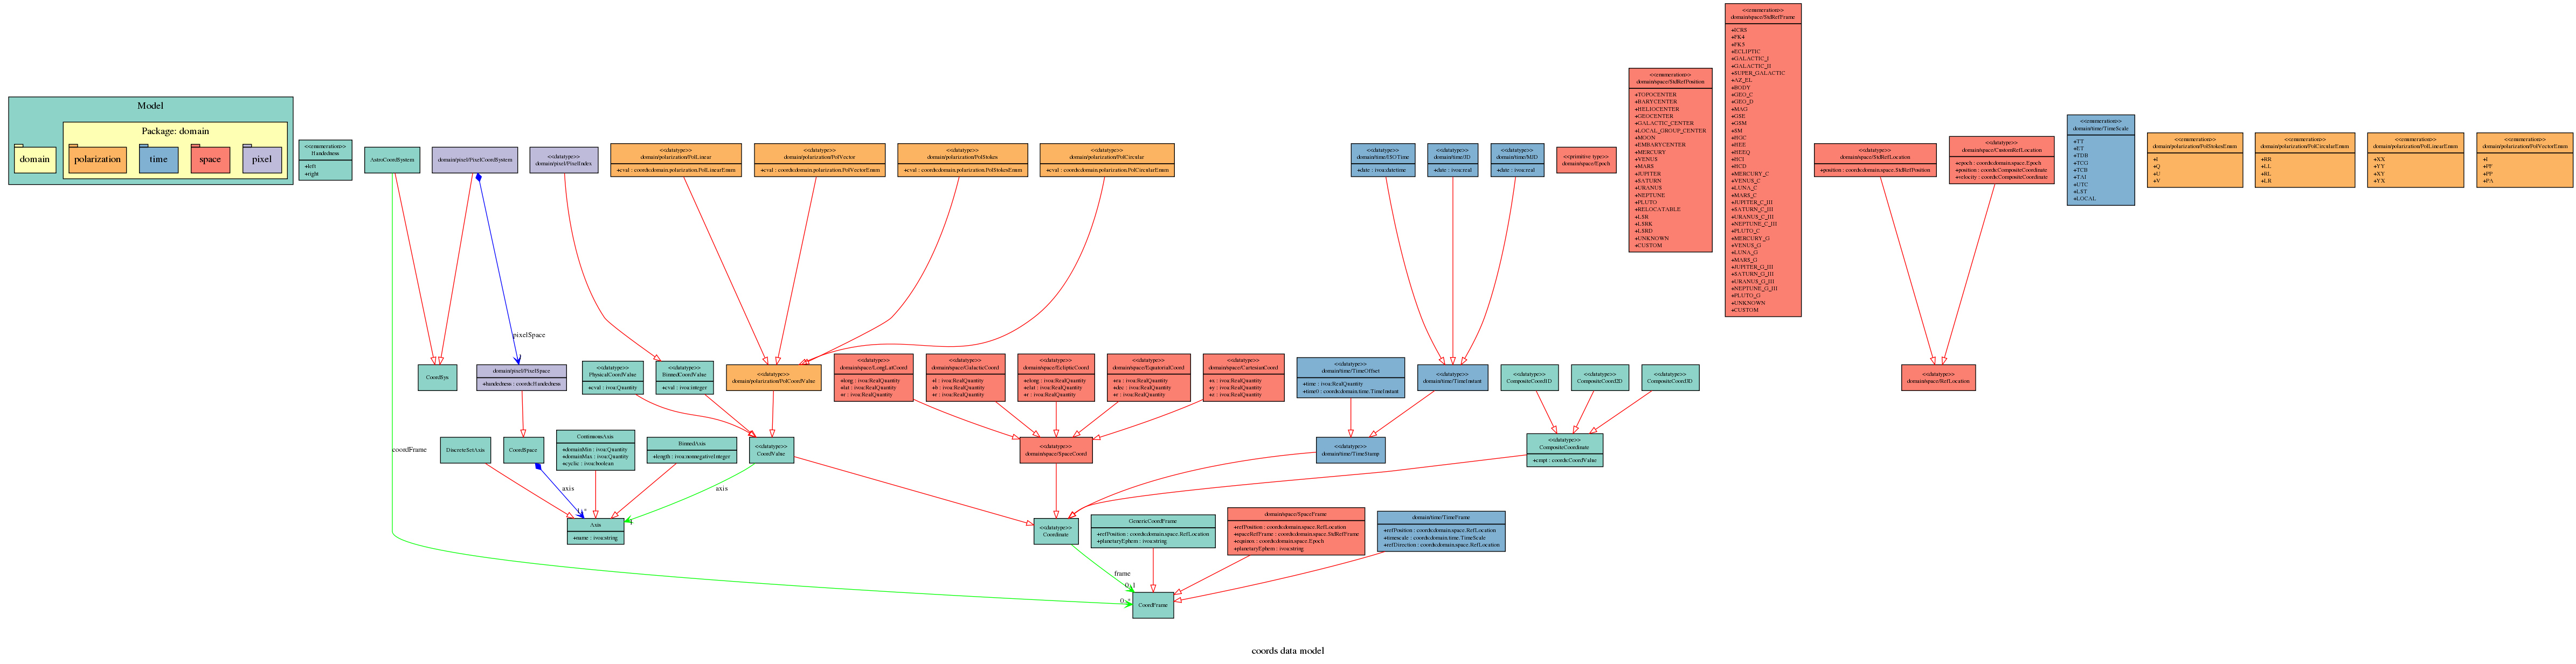 Model
Package: domain
domain
polarization
time
space
pixel
<<enumeration>>
Handedness
+left
+right
AstroCoordSystem
domain/pixel/PixelCoordSystem
<<datatype>>
domain/pixel/PixelIndex
<<datatype>>
domain/polarization/PolLinear
+cval : coords:domain.polarization.PolLinearEnum
<<datatype>>
domain/polarization/PolVector
+cval : coords:domain.polarization.PolVectorEnum
<<datatype>>
domain/polarization/PolStokes
+cval : coords:domain.polarization.PolStokesEnum
<<datatype>>
domain/polarization/PolCircular
+cval : coords:domain.polarization.PolCircularEnum
<<datatype>>
domain/time/ISOTime
+date : ivoa:datetime
<<datatype>>
domain/time/JD
+date : ivoa:real
<<datatype>>
domain/time/MJD
+date : ivoa:real
<<primitive type>>
domain/space/Epoch
<<enumeration>>
domain/space/StdRefPosition
+TOPOCENTER
+BARYCENTER
+HELIOCENTER
+GEOCENTER
+GALACTIC_CENTER
+LOCAL_GROUP_CENTER
+MOON
+EMBARYCENTER
+MERCURY
+VENUS
+MARS
+JUPITER
+SATURN
+URANUS
+NEPTUNE
+PLUTO
+RELOCATABLE
+LSR
+LSRK
+LSRD
+UNKNOWN
+CUSTOM
<<enumeration>>
domain/space/StdRefFrame
+ICRS
+FK4
+FK5
+ECLIPTIC
+GALACTIC_I
+GALACTIC_II
+SUPER_GALACTIC
+AZ_EL
+BODY
+GEO_C
+GEO_D
+MAG
+GSE
+GSM
+SM
+HGC
+HEE
+HEEQ
+HCI
+HCD
+MERCURY_C
+VENUS_C
+LUNA_C
+MARS_C
+JUPITER_C_III
+SATURN_C_III
+URANUS_C_III
+NEPTUNE_C_III
+PLUTO_C
+MERCURY_G
+VENUS_G
+LUNA_G
+MARS_G
+JUPITER_G_III
+SATURN_G_III
+URANUS_G_III
+NEPTUNE_G_III
+PLUTO_G
+UNKNOWN
+CUSTOM
<<datatype>>
domain/space/StdRefLocation
+position : coords:domain.space.StdRefPosition
<<datatype>>
domain/space/CustomRefLocation
+epoch : coords:domain.space.Epoch
+position : coords:CompositeCoordinate
+velocity : coords:CompositeCoordinate
<<enumeration>>
domain/time/TimeScale
+TT
+ET
+TDB
+TCG
+TCB
+TAI
+UTC
+LST
+LOCAL
<<enumeration>>
domain/polarization/PolStokesEnum
+I
+Q
+U
+V
<<enumeration>>
domain/polarization/PolCircularEnum
+RR
+LL
+RL
+LR
<<enumeration>>
domain/polarization/PolLinearEnum
+XX
+YY
+XY
+YX
<<enumeration>>
domain/polarization/PolVectorEnum
+I
+PF
+PP
+PA
pixelSpace
1
CoordSys
domain/pixel/PixelSpace
+handedness : coords:Handedness
<<datatype>>
PhysicalCoordValue
+cval : ivoa:Quantity
<<datatype>>
BinnedCoordValue
+cval : ivoa:integer
<<datatype>>
domain/polarization/PolCoordValue
<<datatype>>
domain/space/LongLatCoord
+long : ivoa:RealQuantity
+lat : ivoa:RealQuantity
+r : ivoa:RealQuantity
<<datatype>>
domain/space/GalacticCoord
+l : ivoa:RealQuantity
+b : ivoa:RealQuantity
+r : ivoa:RealQuantity
<<datatype>>
domain/space/EclipticCoord
+elong : ivoa:RealQuantity
+elat : ivoa:RealQuantity
+r : ivoa:RealQuantity
<<datatype>>
domain/space/EquatorialCoord
+ra : ivoa:RealQuantity
+dec : ivoa:RealQuantity
+r : ivoa:RealQuantity
<<datatype>>
domain/space/CartesianCoord
+x : ivoa:RealQuantity
+y : ivoa:RealQuantity
+z : ivoa:RealQuantity
<<datatype>>
domain/time/TimeOffset
+time : ivoa:RealQuantity
+time0 : coords:domain.time.TimeInstant
<<datatype>>
domain/time/TimeInstant
<<datatype>>
CompositeCoord1D
<<datatype>>
CompositeCoord2D
<<datatype>>
CompositeCoord3D
<<datatype>>
domain/space/RefLocation
coordFrame
DiscreteSetAxis
CoordSpace
ContinuousAxis
+domainMin : ivoa:Quantity
+domainMax : ivoa:Quantity
+cyclic : ivoa:boolean
BinnedAxis
+length : ivoa:nonnegativeInteger
<<datatype>>
CoordValue
<<datatype>>
domain/space/SpaceCoord
<<datatype>>
domain/time/TimeStamp
<<datatype>>
CompositeCoordinate
+cmpt : coords:CoordValue
axis
1..*
axis
1
Axis
+name : ivoa:string
<<datatype>>
Coordinate
GenericCoordFrame
+refPosition : coords:domain.space.RefLocation
+planetaryEphem : ivoa:string
domain/space/SpaceFrame
+refPosition : coords:domain.space.RefLocation
+spaceRefFrame : coords:domain.space.StdRefFrame
+equinox : coords:domain.space.Epoch
+planetaryEphem : ivoa:string
domain/time/TimeFrame
+refPosition : coords:domain.space.RefLocation
+timescale : coords:domain.time.TimeScale
+refDirection : coords:domain.space.RefLocation
frame
0..1
0..*
CoordFrame
coords data model